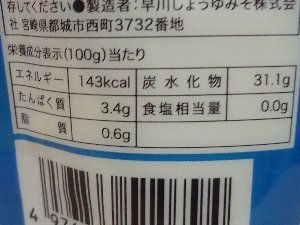 存してください●製造者:早川しょうゆみそ株式会
社 宮崎県都城市西町3732番地
栄養成分表示(100g)当たり
エネルギー 143kcal 炭水化物 31.1g
たんぱく質 3.4g 食塩相当量 0.0g
脂質 0.6g